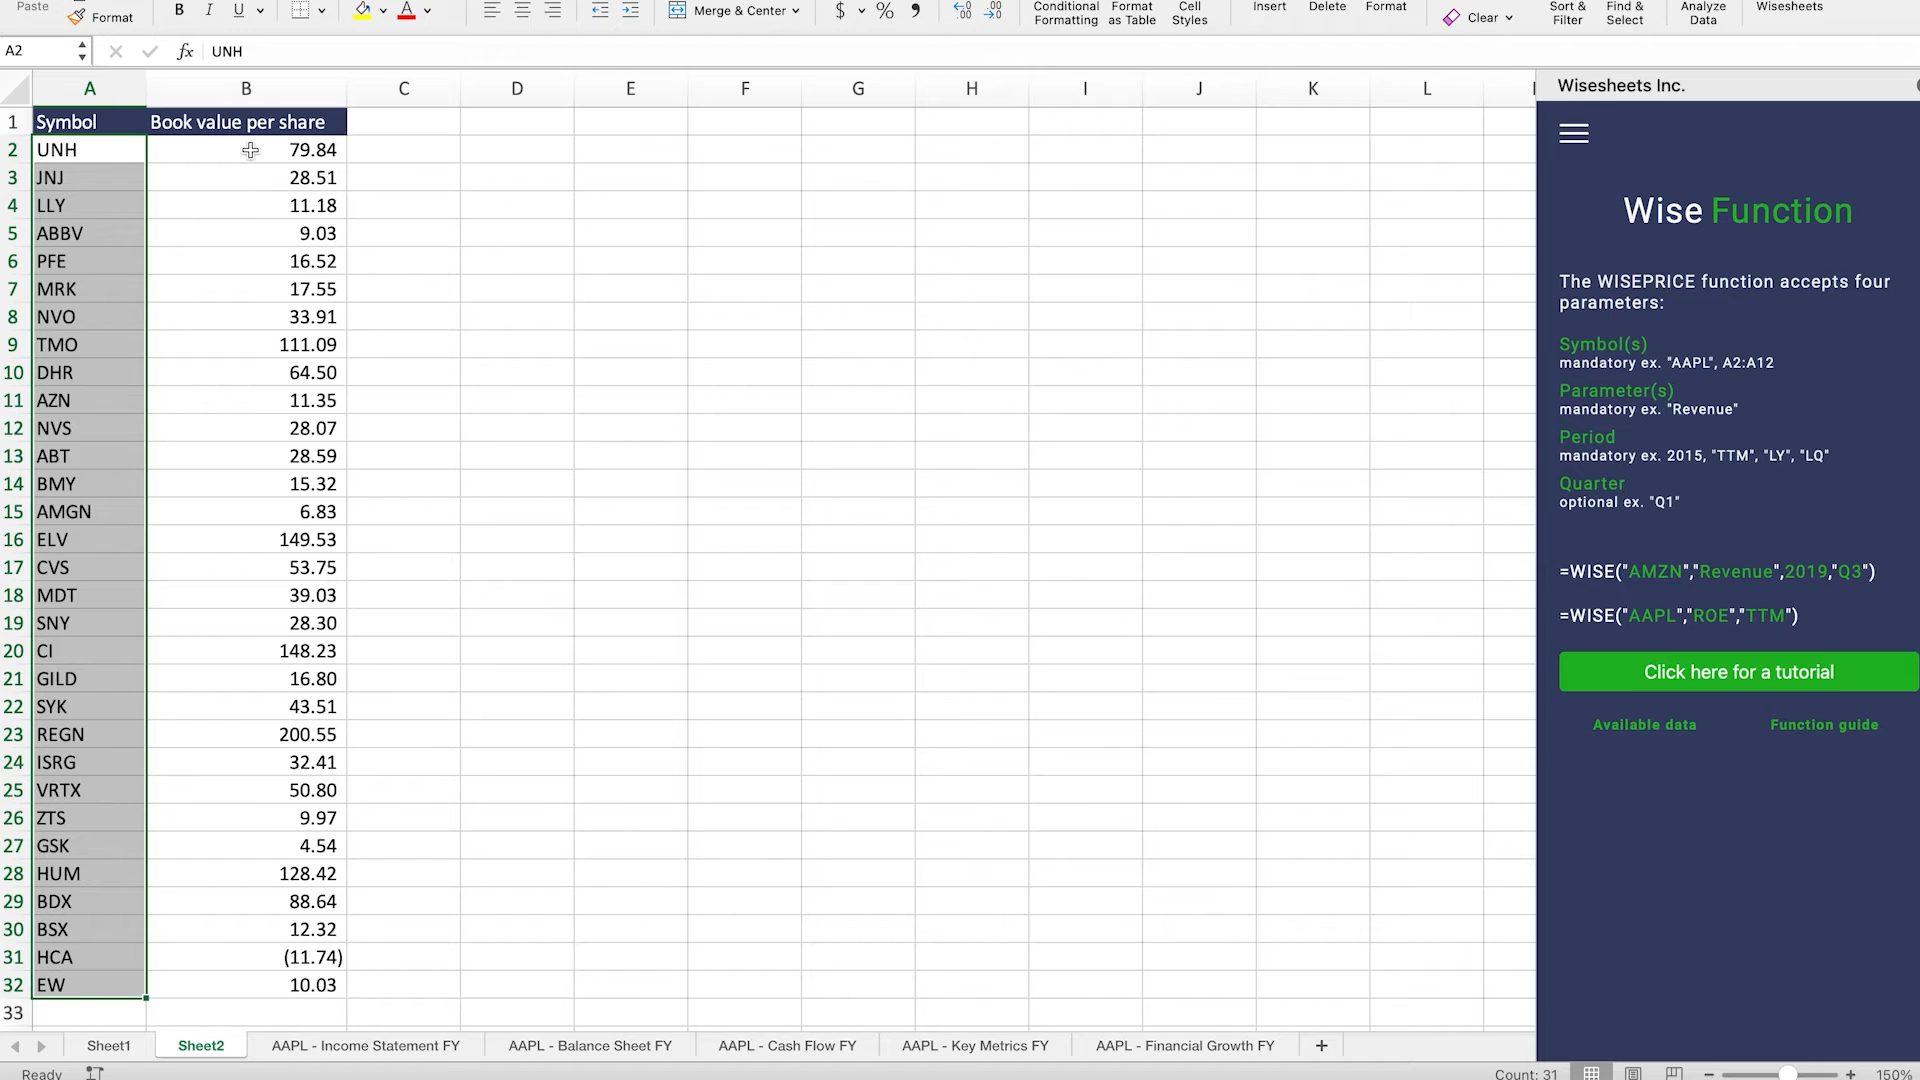 Paste
Format
B I U
A
Merge & Center
$ % 9
Conditional
Formatting
Format
as Table
Cell
Styles
Insert
Delete
Format
Clear
Sort &
Filter
Find &
Select
Analyze
Data
Wisesheets
A2
fx UNH
A B C D E F G H I J K L
1 Symbol Book value per share
2 UNH 79.84
3 JNJ 28.51
4 LLY 11.18
5 ABBV 9.03
6 PFE 16.52
7 MRK 17.55
8 NVO 33.91
9 TMO 111.09
10 DHR 64.50
11 AZN 11.35
12 NVS 28.07
13 ABT 28.59
14 BMY 15.32
15 AMGN 6.83
16 ELV 149.53
17 CVS 53.75
18 MDT 39.03
19 SNY 28.30
20 CI 148.23
21 GILD 16.80
22 SYK 43.51
23 REGN 200.55
24 ISRG 32.41
25 VRTX 50.80
26 ZTS 9.97
27 GSK 4.54
28 HUM 128.42
29 BDX 88.64
30 BSX 12.32
31 HCA (11.74)
32 EW 10.03
33
Wisesheets Inc.
Wise Function
The WISEPRICE function accepts four
parameters:
Symbol(s)
mandatory ex. "AAPL", A2:A12
Parameter(s)
mandatory ex. "Revenue"
Period
mandatory ex. 2015, "TTM", "LY", "LQ"
Quarter
optional ex. "Q1"
=WISE("AMZN","Revenue",2019,"Q3")
=WISE("AAPL","ROE","TTM")
Click here for a tutorial
Available data Function guide
Sheet1 Sheet2 AAPL - Income Statement FY AAPL - Balance Sheet FY AAPL - Cash Flow FY AAPL - Key Metrics FY AAPL - Financial Growth FY +
Ready Count: 31 150%